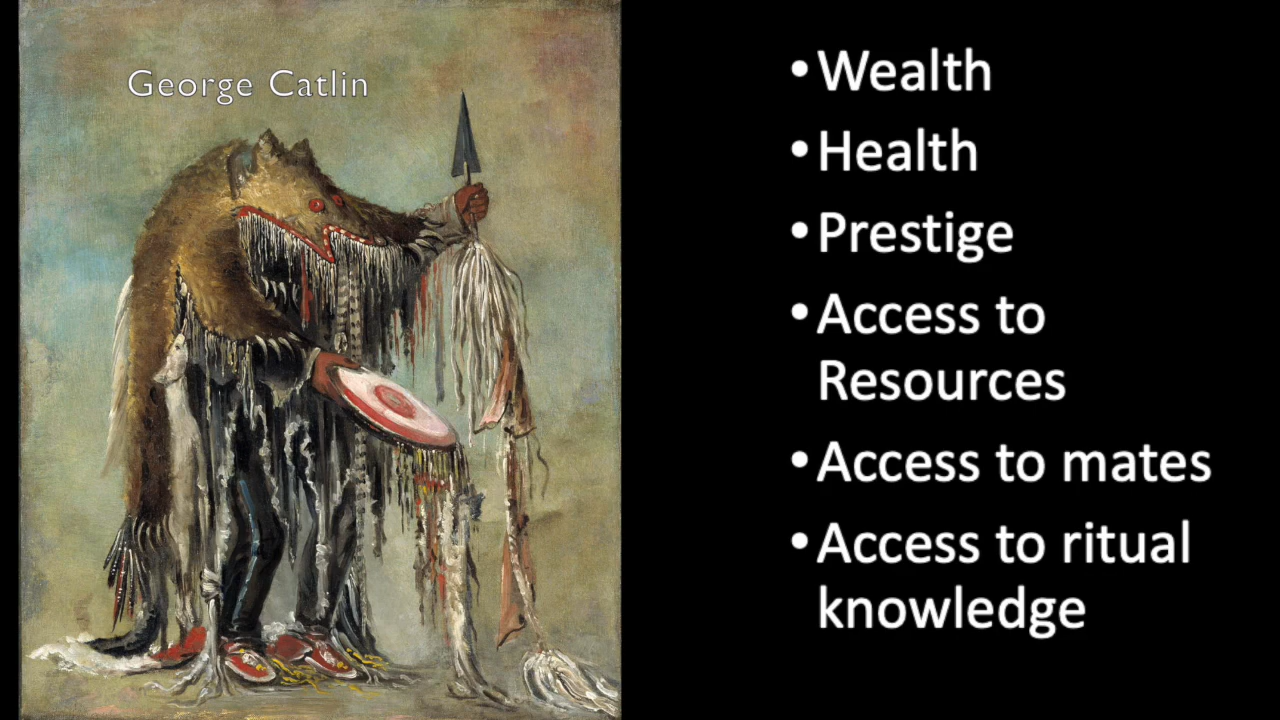 George Catlin
• Wealth
• Health
• Prestige
• Access to
Resources
• Access to mates
• Access to ritual
knowledge